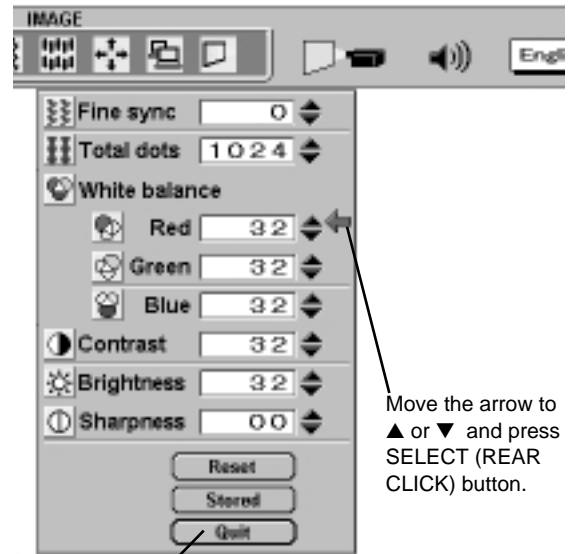 IMAGE
Engli
Fine sync 0
Total dots 1024
White balance
Red 32
Green 32
Blue 32
Contrast 32
Brightness 32
Sharpness 00
Reset
Stored
Quit
Move the arrow to
▲ or ▼ and press
SELECT (REAR
CLICK) button.